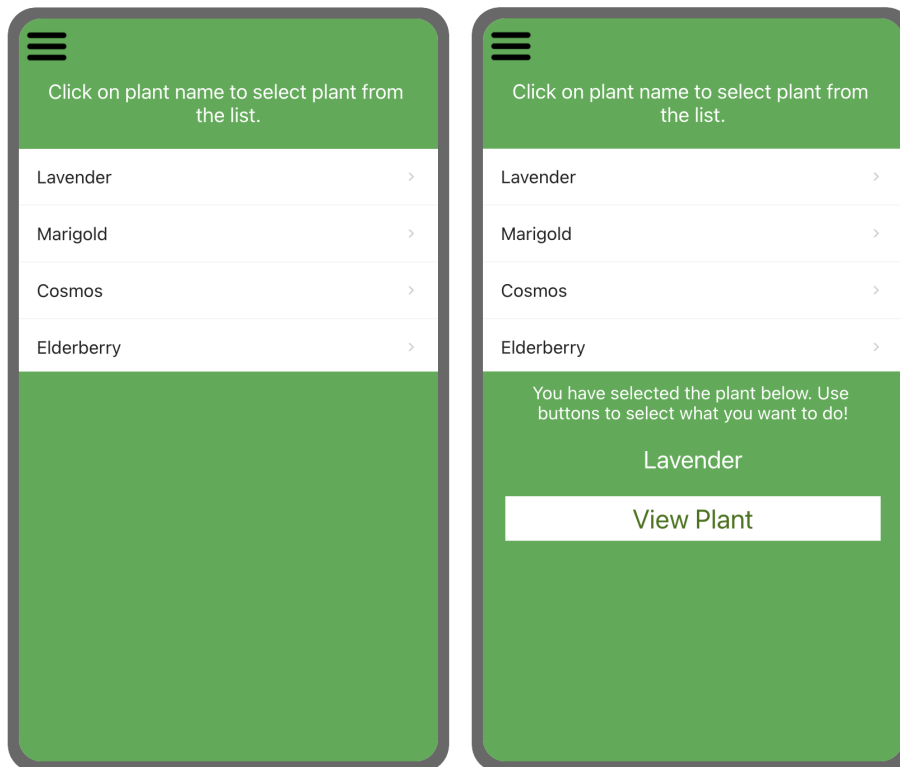 Click on plant name to select plant from
the list.
Lavender
Marigold
Cosmos
Elderberry
Click on plant name to select plant from
the list.
Lavender
Marigold
Cosmos
Elderberry
You have selected the plant below. Use
buttons to select what you want to do!
Lavender
View Plant